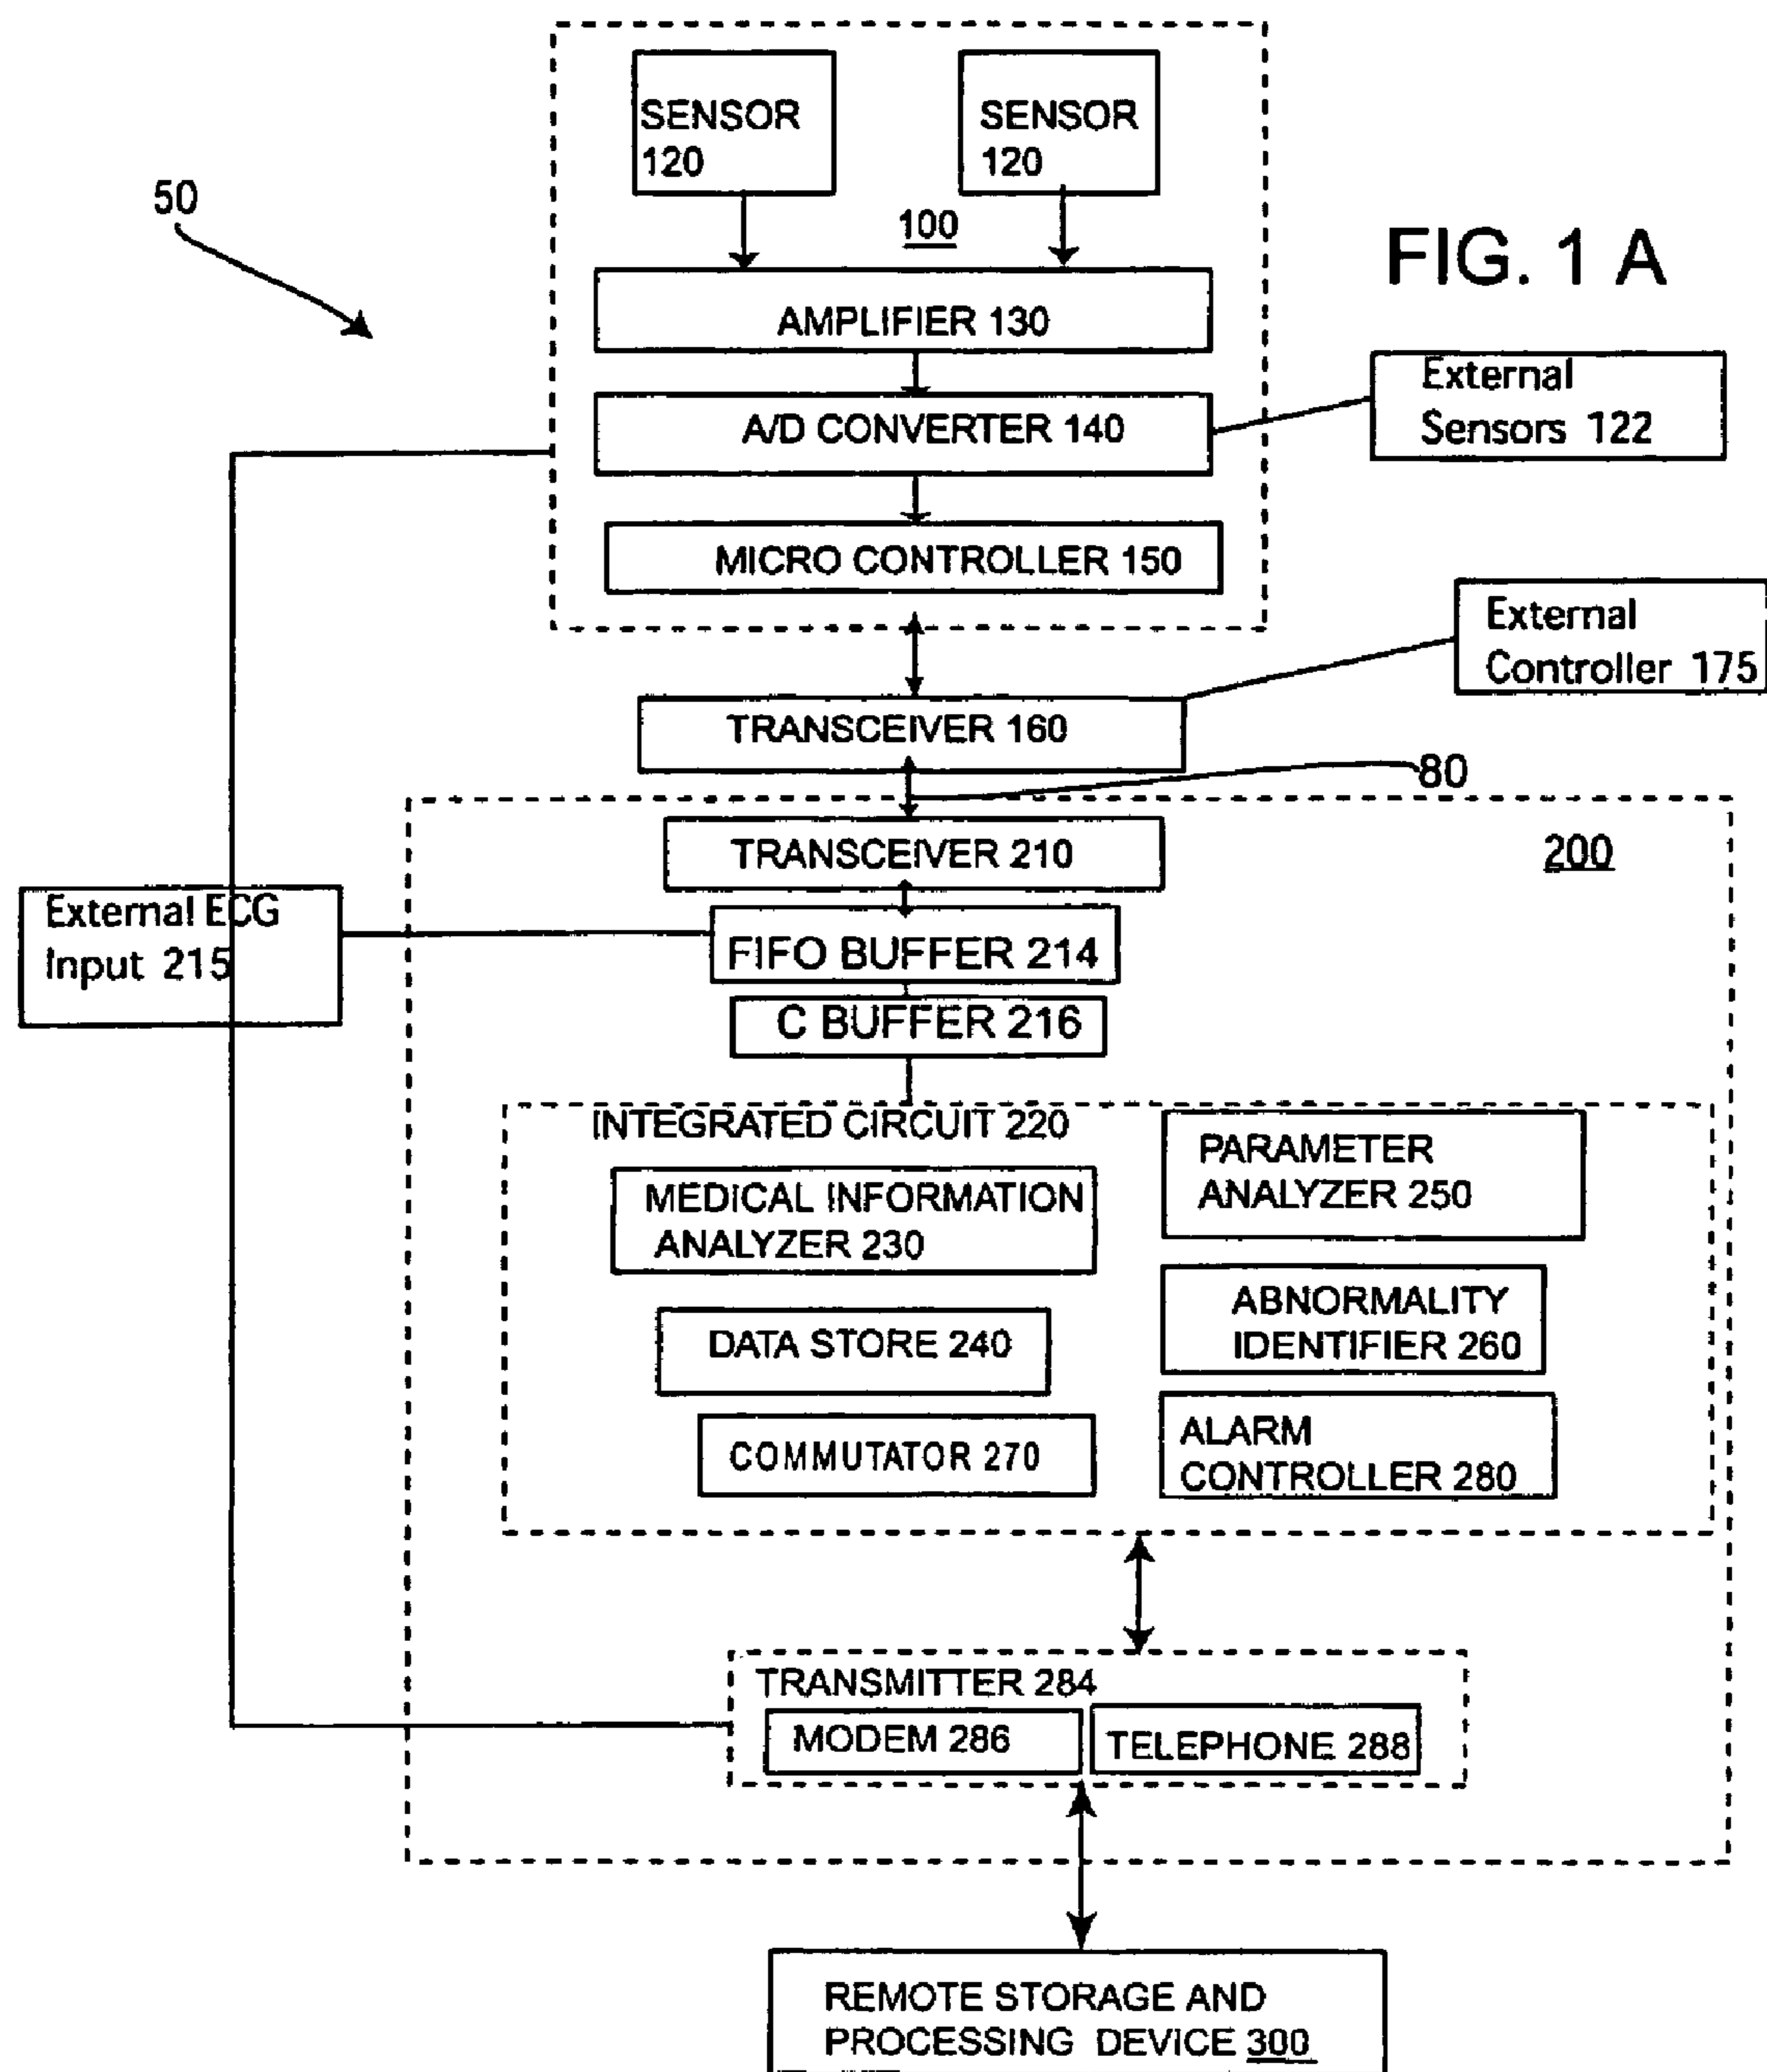 SENSOR
120
SENSOR
120
50
100
FIG. 1 A
AMPLIFIER 130
External
Sensors 122
A/D CONVERTER 140
MICRO CONTROLLER 150
External
Controller 175
TRANSCEIVER 160
80
TRANSCEIVER 210
200
External ECG
Input 215
FIFO BUFFER 214
C BUFFER 216
INTEGRATED CIRCUIT 220
PARAMETER
ANALYZER 250
MEDICAL INFORMATION
ANALYZER 230
ABNORMALITY
IDENTIFIER 260
DATA STORE 240
ALARM
CONTROLLER 280
COMMUTATOR 270
TRANSMITTER 284
MODEM 286
TELEPHONE 288
REMOTE STORAGE AND
PROCESSING DEVICE 300